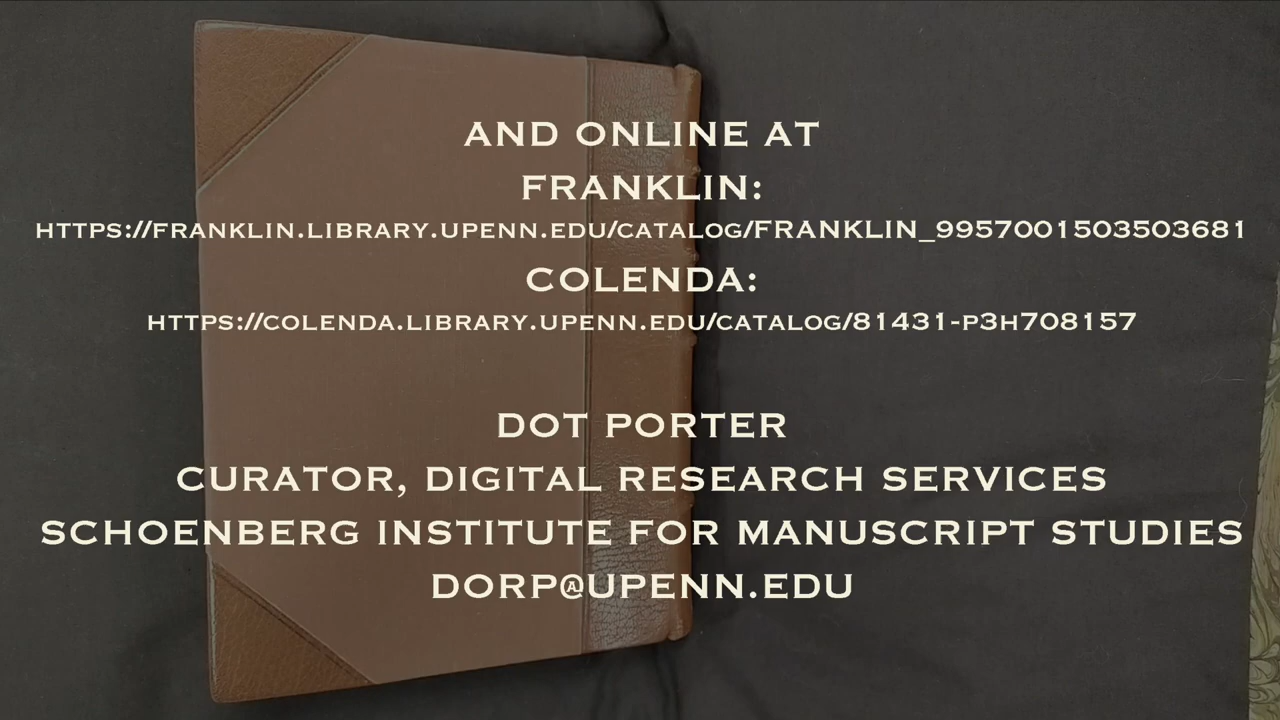 AND ONLINE AT
FRANKLIN:
HTTPS://FRANKLIN.LIBRARY.UPENN.EDU/CATALOG/FRANKLIN_9957001503503681
COLENDA:
HTTPS://COLENDA.LIBRARY.UPENN.EDU/CATALOG/81431-P3H708157
DOT PORTER
CURATOR, DIGITAL RESEARCH SERVICES
SCHOENBERG INSTITUTE FOR MANUSCRIPT STUDIES
DORP@UPENN.EDU